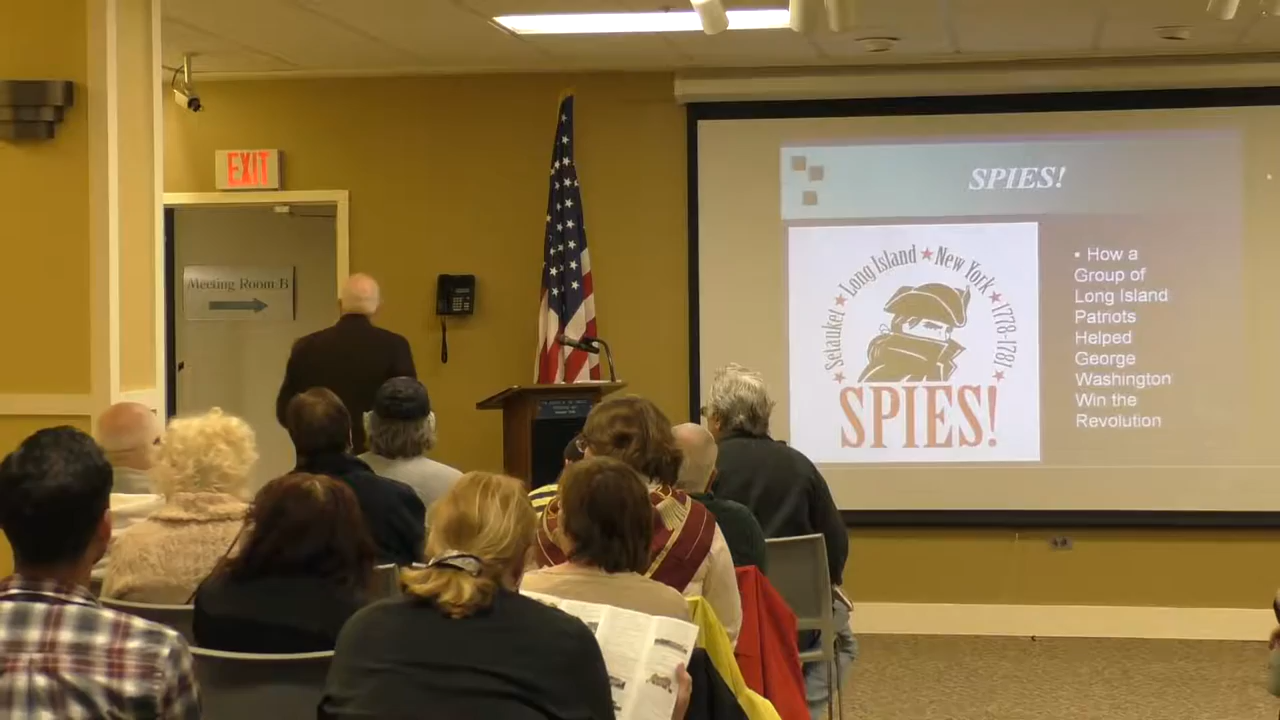 EXIT
Meeting Room B
SPIES!
Setauket ★ Long Island ★ New York ★ 1778-1781
SPIES!
• How a
Group of
Long Island
Patriots
Helped
George
Washington
Win the
Revolution